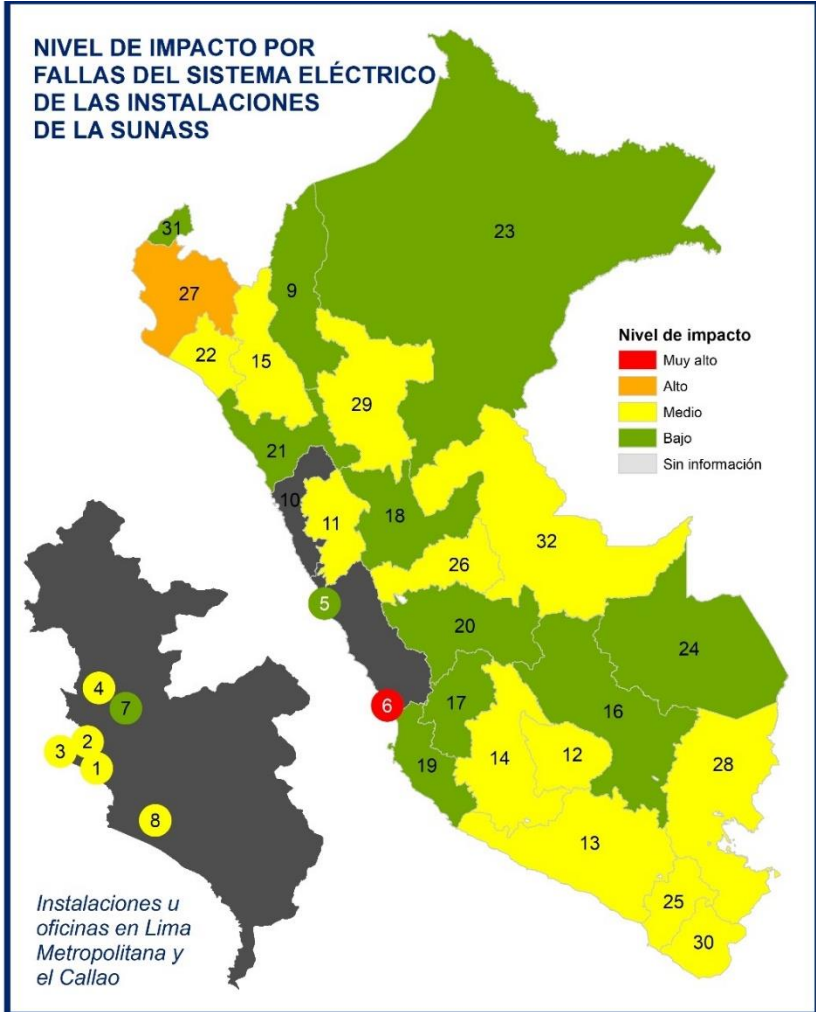 NIVEL DE IMPACTO POR
FALLAS DEL SISTEMA ELÉCTRICO
DE LAS INSTALACIONES
DE LA SUNASS
31
27
9
23
22
15
29
Nivel de impacto
Muy alto
Alto
Medio
Bajo
Sin información
21
10
11
18
32
26
5
20
24
4
7
6
17
16
3
2
1
19
14
12
28
8
13
25
30
Instalaciones u
oficinas en Lima
Metropolitana y
el Callao